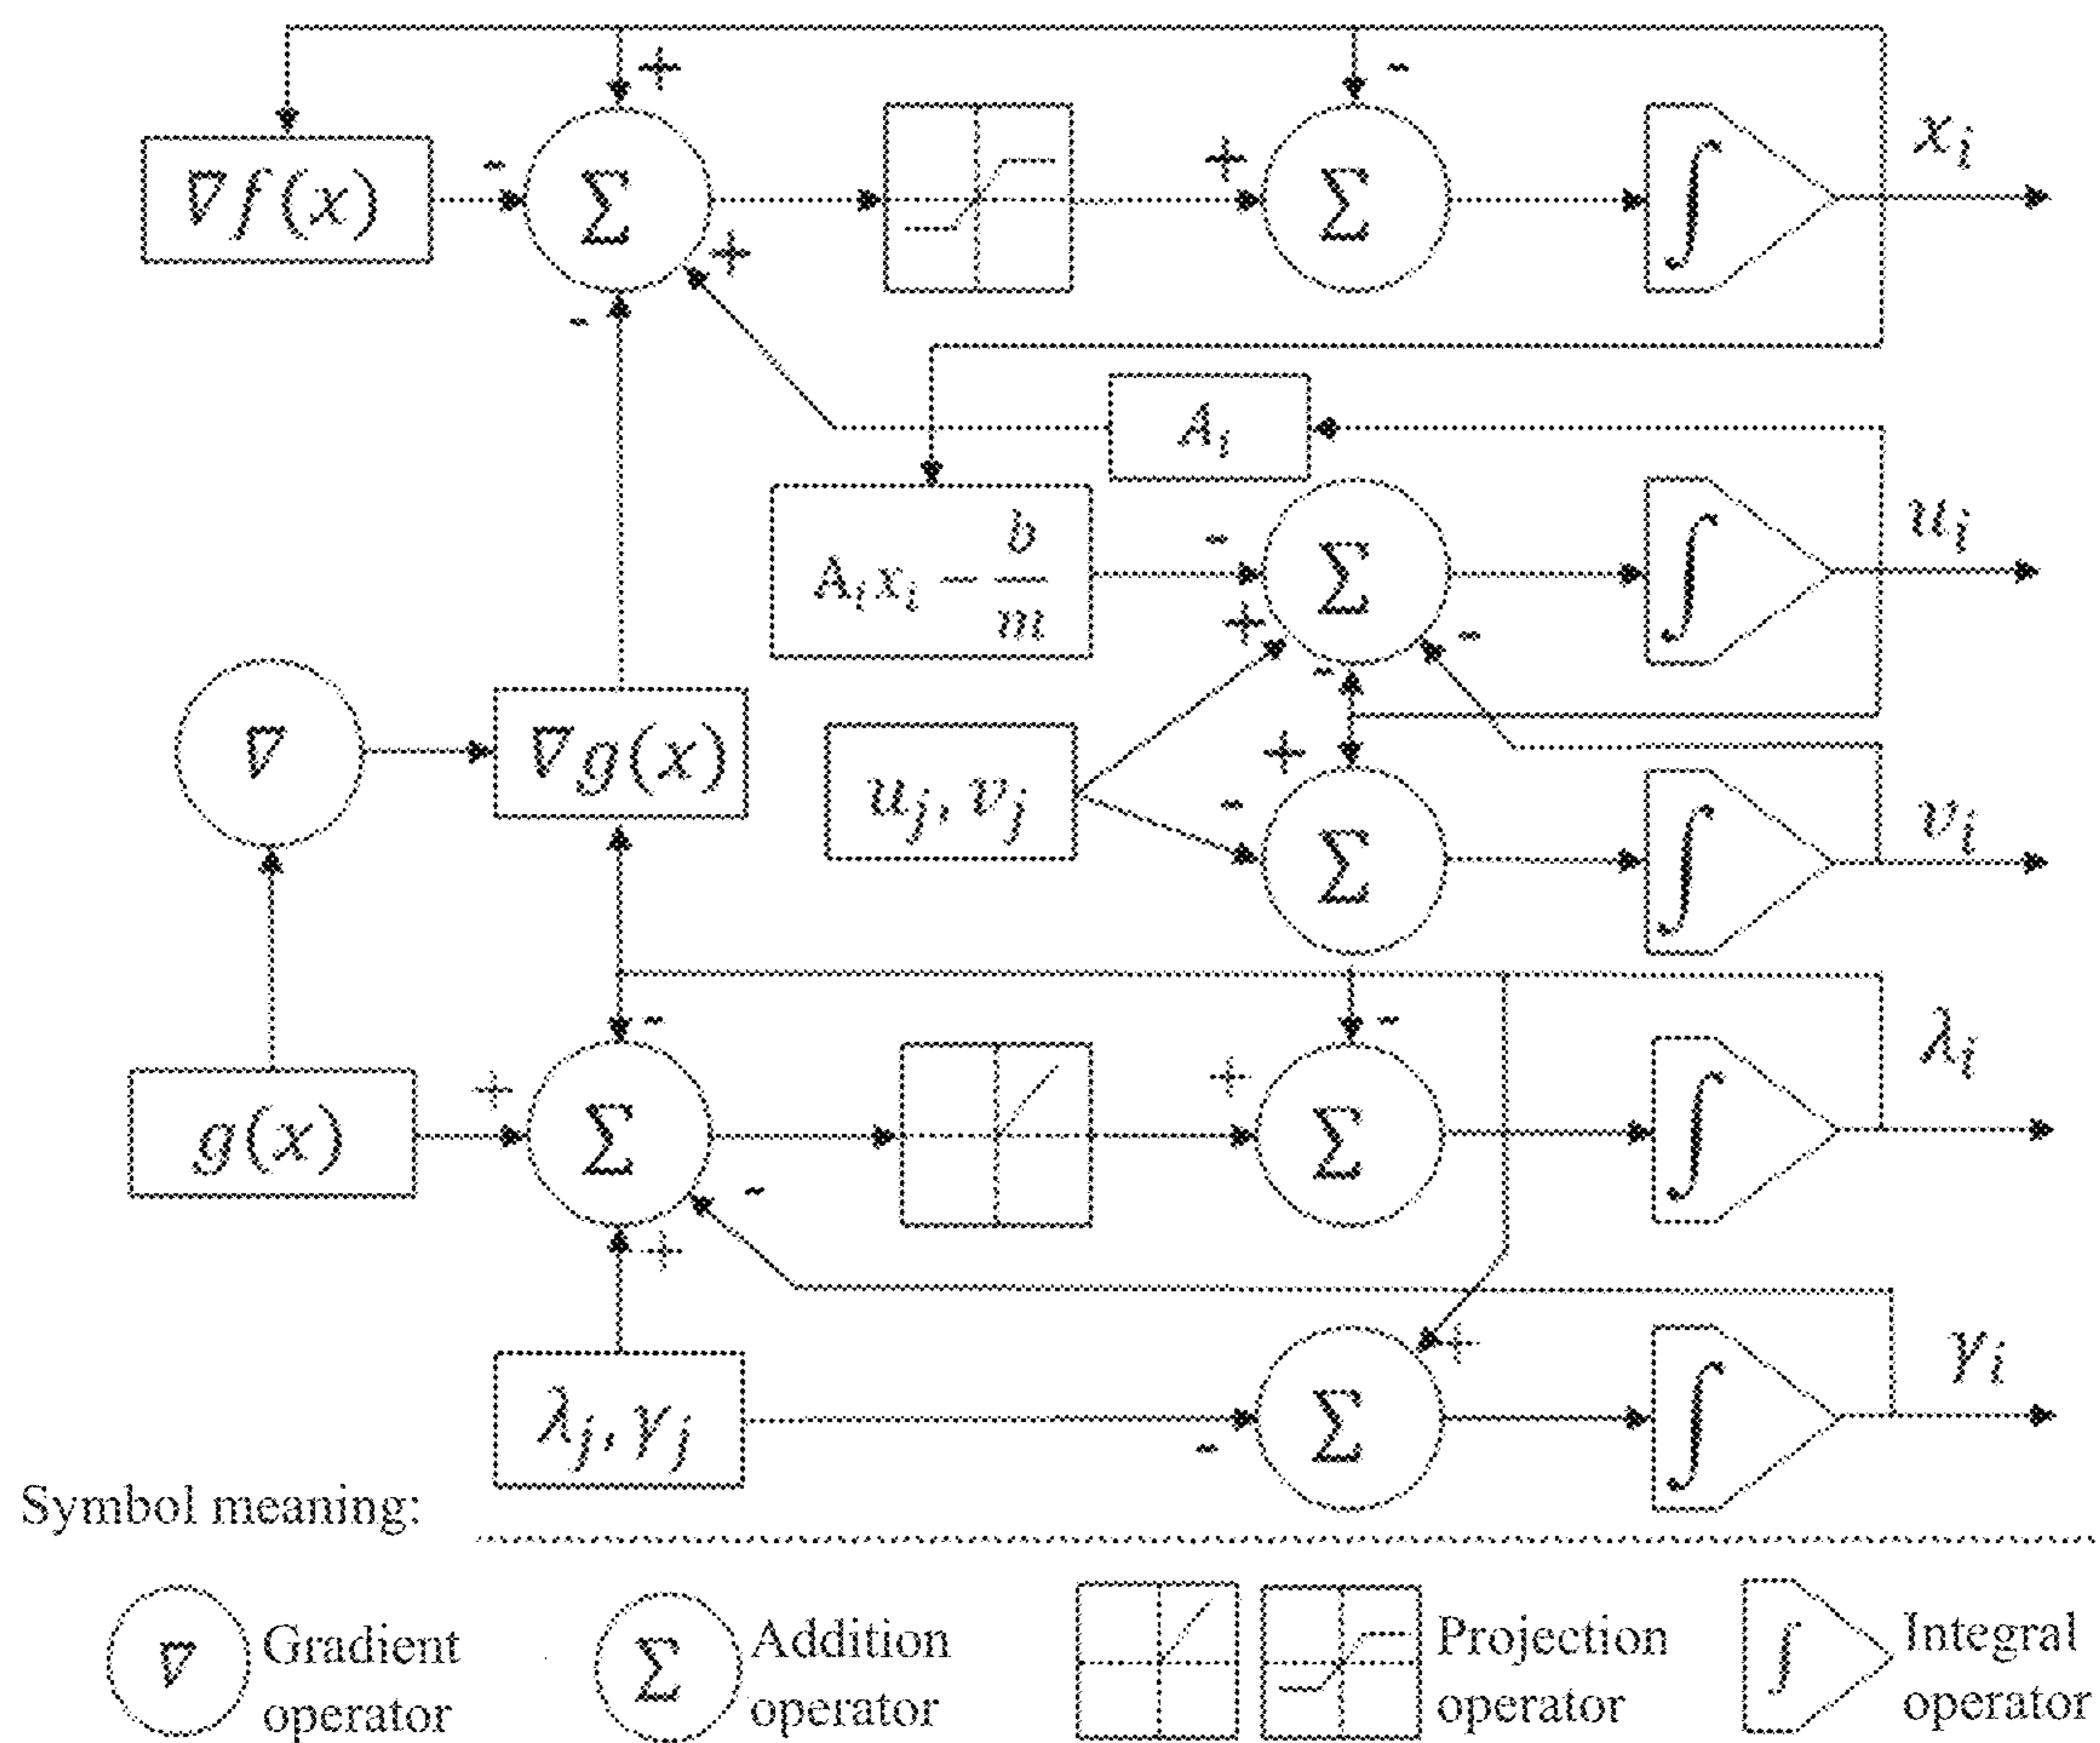 +
-
∇f(x)
-
Σ
+
-
+
Σ
∫
x_i
A_i
A_i x_i - b/m
-
+
Σ
-
-
∫
u_i
∇
∇g(x)
u_j, v_j
+
-
Σ
∫
v_i
g(x)
+
-
Σ
-
+
+
-
Σ
∫
λ_i
λ_j, γ_j
-
+
Σ
∫
γ_i
Symbol meaning:
∇ Gradient operator
Σ Addition operator
Projection operator
∫ Integral operator